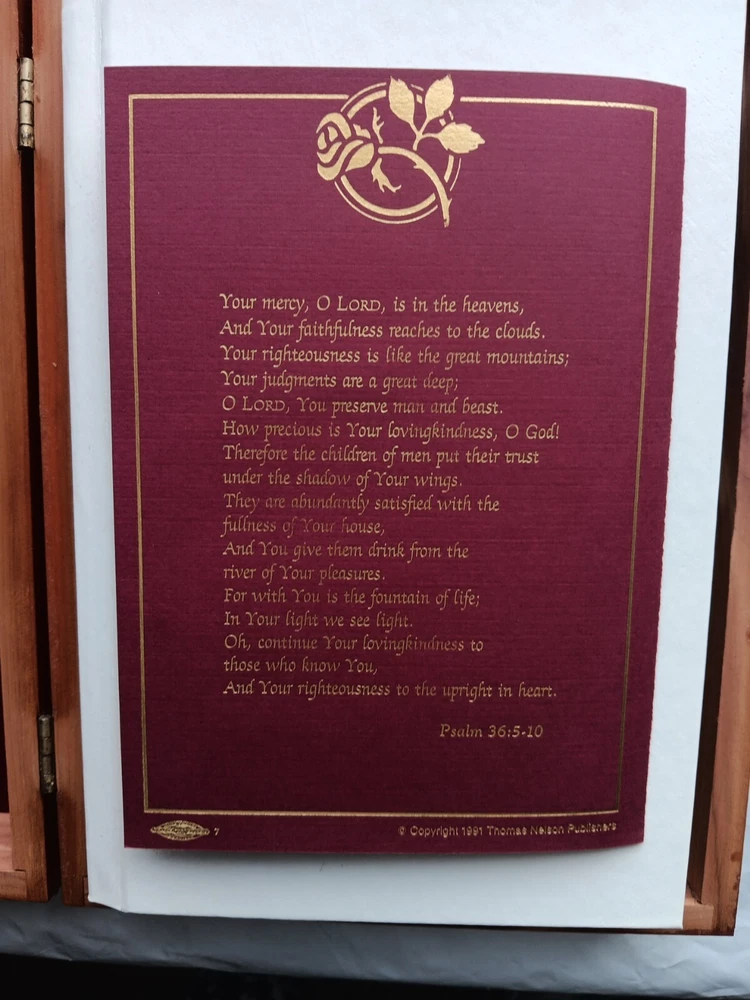 Your mercy, O LORD, is in the heavens,
And Your faithfulness reaches to the clouds.
Your righteousness is like the great mountains;
Your judgments are a great deep;
O LORD, You preserve man and beast.
How precious is Your lovingkindness, O God!
Therefore the children of men put their trust
under the shadow of Your wings.
They are abundantly satisfied with the
fullness of Your house,
And You give them drink from the
river of Your pleasures.
For with You is the fountain of life;
In Your light we see light.
Oh, continue Your lovingkindness to
those who know You,
And Your righteousness to the upright in heart.
Psalm 36:5-10
7
© Copyright 1991 Thomas Nelson Publishers